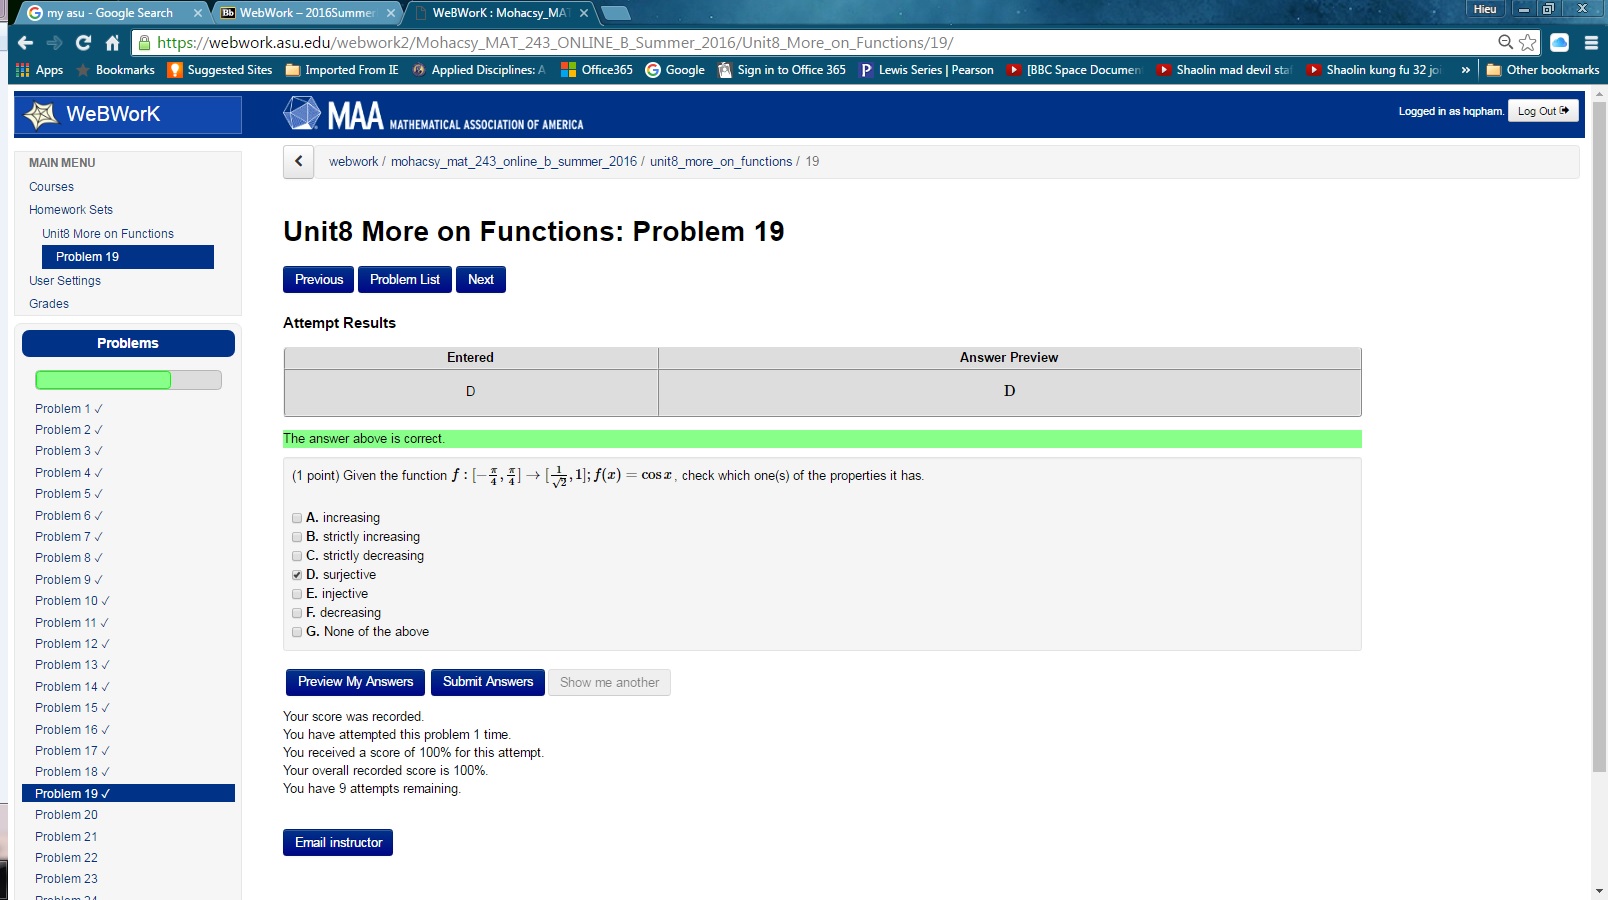 my asu - Google Search
WebWork – 2016Summer
WeBWorK : Mohacsy_MA
Hieu
https://webwork.asu.edu/webwork2/Mohacsy_MAT_243_ONLINE_B_Summer_2016/Unit8_More_on_Functions/19/
Apps
Bookmarks
Suggested Sites
Imported From IE
Applied Disciplines: A
Office365
Google
Sign in to Office 365
Lewis Series | Pearson
[BBC Space Documen
Shaolin mad devil sta
Shaolin kung fu 32 joi
»
Other bookmarks
WeBWorK
MAA MATHEMATICAL ASSOCIATION OF AMERICA
Logged in as hqpham.
Log Out
MAIN MENU
Courses
Homework Sets
Unit8 More on Functions
Problem 19
User Settings
Grades
Problems
Problem 1 ✓
Problem 2 ✓
Problem 3 ✓
Problem 4 ✓
Problem 5 ✓
Problem 6 ✓
Problem 7 ✓
Problem 8 ✓
Problem 9 ✓
Problem 10 ✓
Problem 11 ✓
Problem 12 ✓
Problem 13 ✓
Problem 14 ✓
Problem 15 ✓
Problem 16 ✓
Problem 17 ✓
Problem 18 ✓
Problem 19 ✓
Problem 20
Problem 21
Problem 22
Problem 23
Problem 24
webwork / mohacsy_mat_243_online_b_summer_2016 / unit8_more_on_functions / 19
Unit8 More on Functions: Problem 19
Previous
Problem List
Next
Attempt Results
Entered
Answer Preview
D
D
The answer above is correct.
(1 point) Given the function f : [−π/4, π/4] → [1/√2, 1]; f(x) = cos x, check which one(s) of the properties it has.
A. increasing
B. strictly increasing
C. strictly decreasing
D. surjective
E. injective
F. decreasing
G. None of the above
Preview My Answers
Submit Answers
Show me another
Your score was recorded.
You have attempted this problem 1 time.
You received a score of 100% for this attempt.
Your overall recorded score is 100%.
You have 9 attempts remaining.
Email instructor